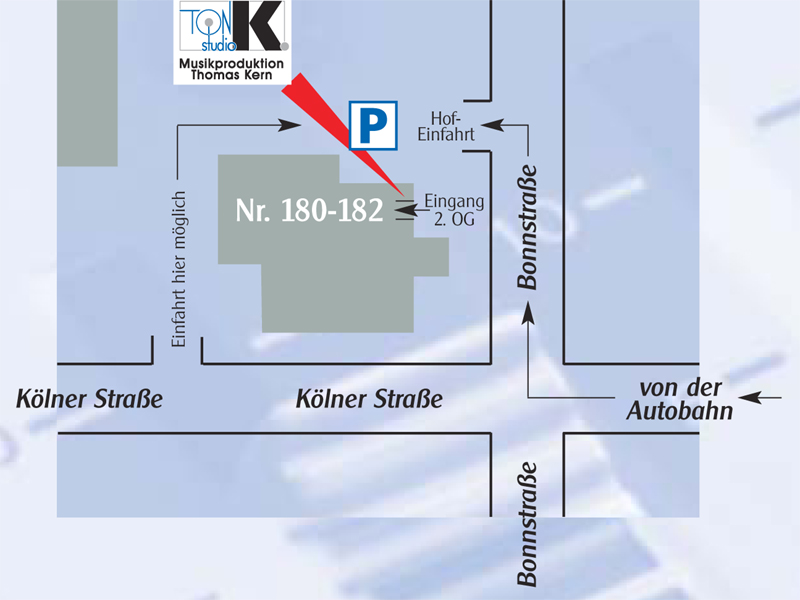 TON
studio K.
Musikproduktion
Thomas Kern
P
Hof-
Einfahrt
Einfahrt hier möglich
Nr. 180-182
Eingang
2. OG
Bonnstraße
Kölner Straße
Kölner Straße
von der
Autobahn
Bonnstraße
10